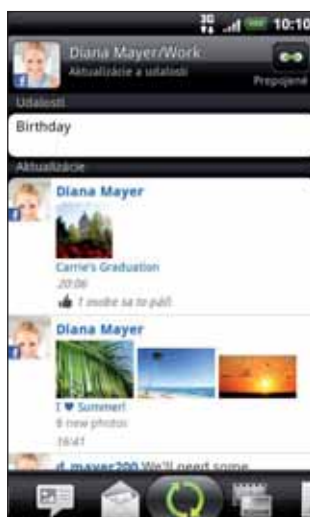 3G 10:10
Diana Mayer/Work
Aktualizácie a udalosti
Prepojené
Udalosti
Birthday
Aktualizácie
Diana Mayer
Carrie's Graduation
20:06
1 osobe sa to páči.
Diana Mayer
I ♥ Summer!
8 new photos
16:41
d_mayer200 We'll need some